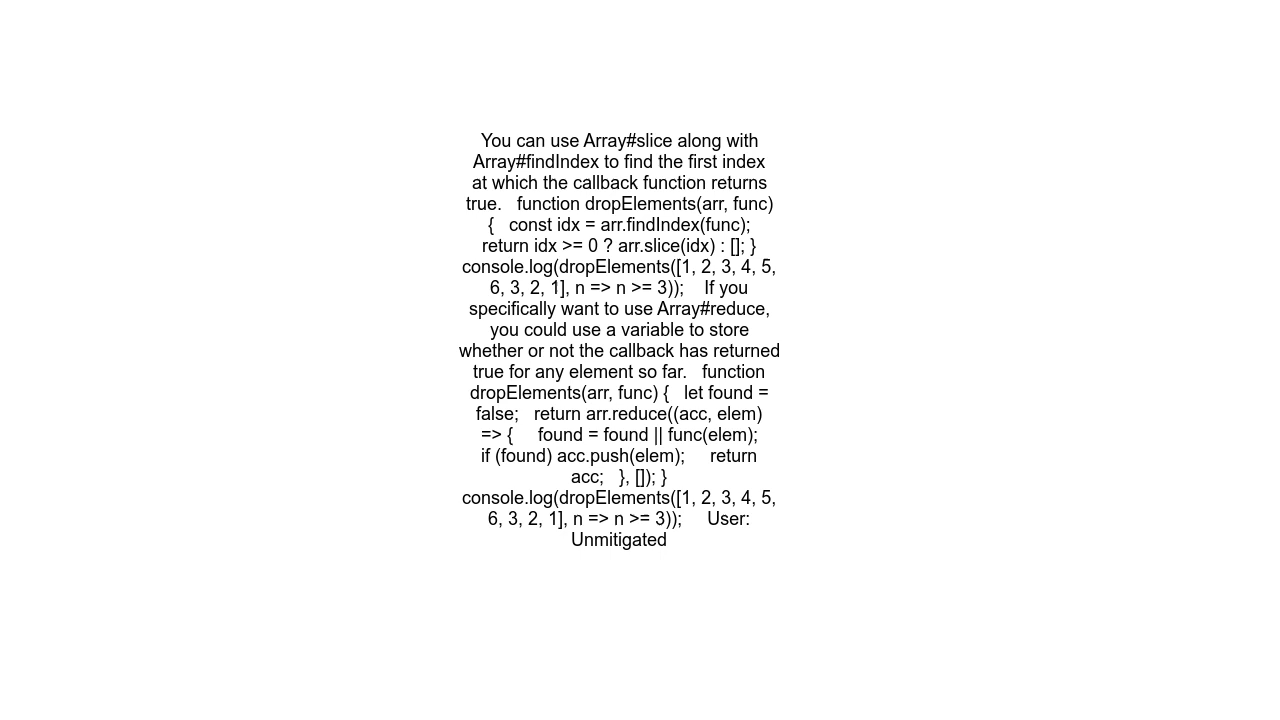 You can use Array#slice along with
Array#findIndex to find the first index
at which the callback function returns
true.   function dropElements(arr, func)
{   const idx = arr.findIndex(func);
return idx >= 0 ? arr.slice(idx) : []; }
console.log(dropElements([1, 2, 3, 4, 5,
6, 3, 2, 1], n => n >= 3));    If you
specifically want to use Array#reduce,
you could use a variable to store
whether or not the callback has returned
true for any element so far.   function
dropElements(arr, func) {   let found =
false;   return arr.reduce((acc, elem)
=> {     found = found || func(elem);
if (found) acc.push(elem);     return
acc;   }, []); }
console.log(dropElements([1, 2, 3, 4, 5,
6, 3, 2, 1], n => n >= 3));     User:
Unmitigated